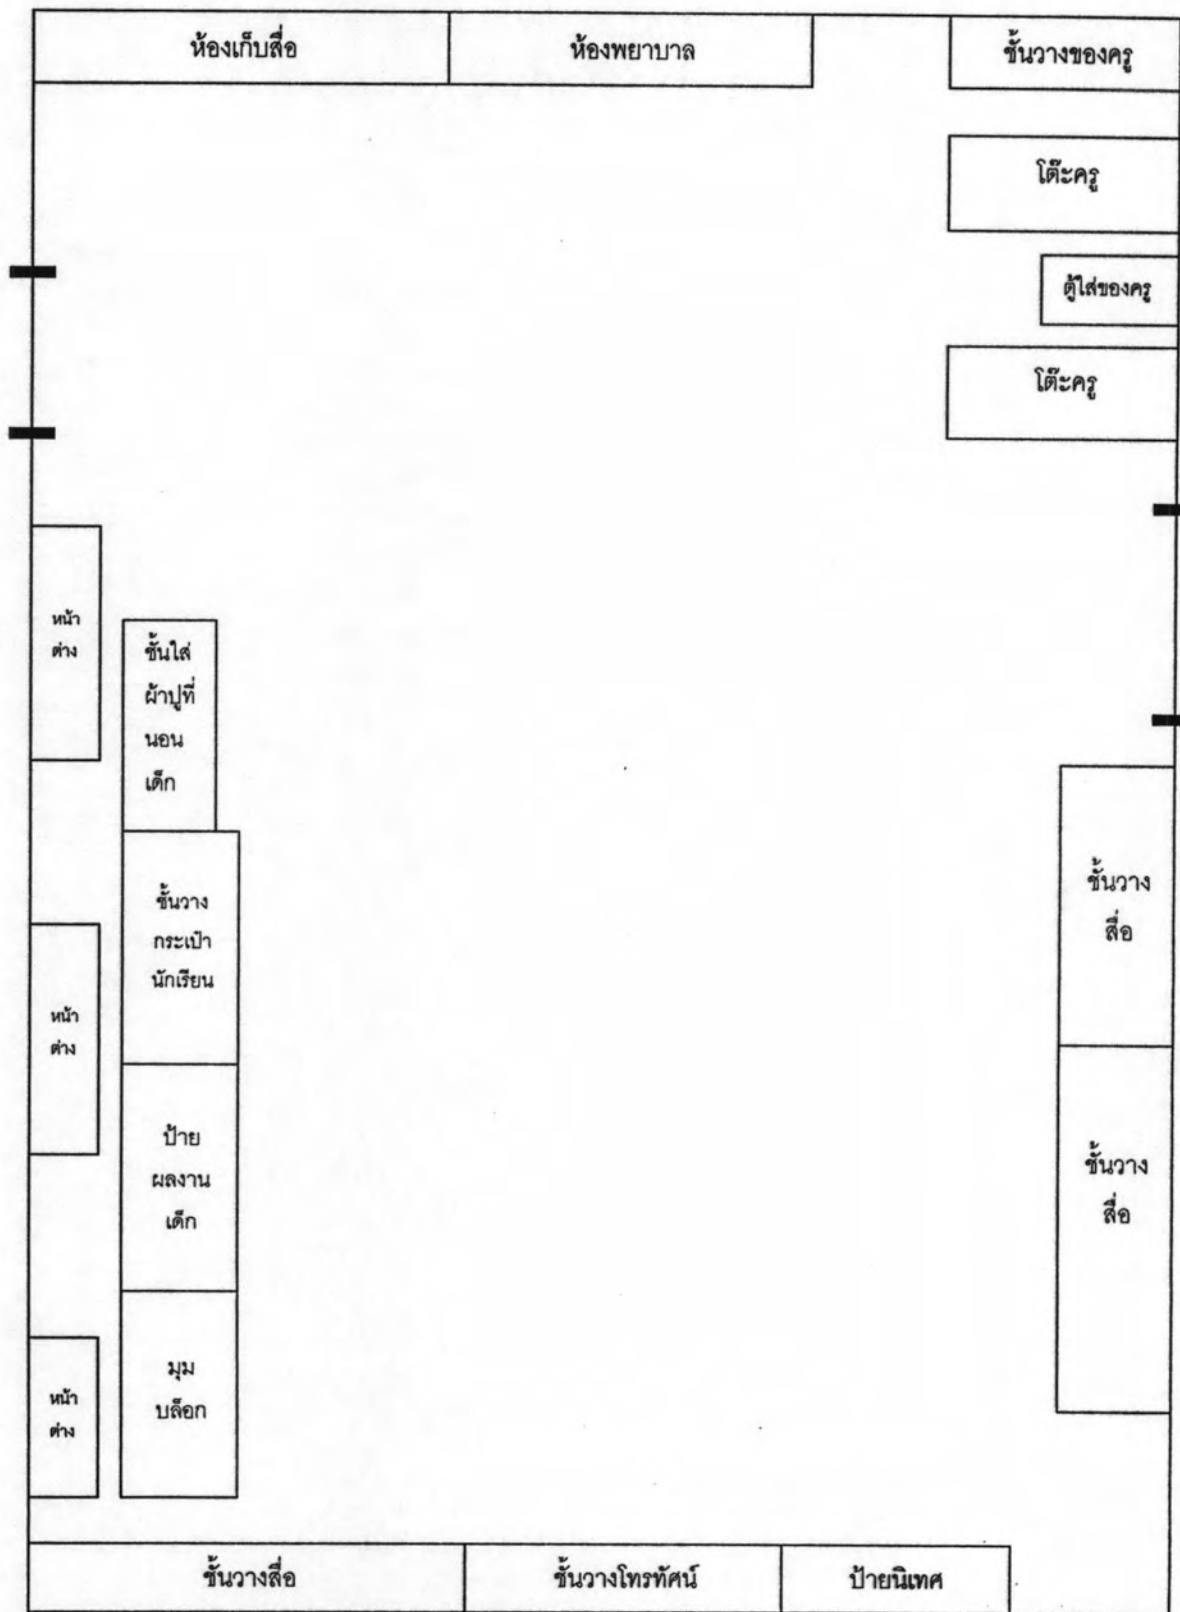 ห้องเก็บสื่อ
ห้องพยาบาล
ชั้นวางของครู
โต๊ะครู
ตู้ใส่ของครู
โต๊ะครู
หน้า
ต่าง
ชั้นใส่
ผ้าปูที่
นอน
เด็ก
ชั้นวาง
กระเป๋า
นักเรียน
ชั้นวาง
สื่อ
หน้า
ต่าง
ป้าย
ผลงาน
เด็ก
ชั้นวาง
สื่อ
หน้า
ต่าง
มุม
บล็อก
ชั้นวางสื่อ
ชั้นวางโทรทัศน์
ป้ายนิเทศ